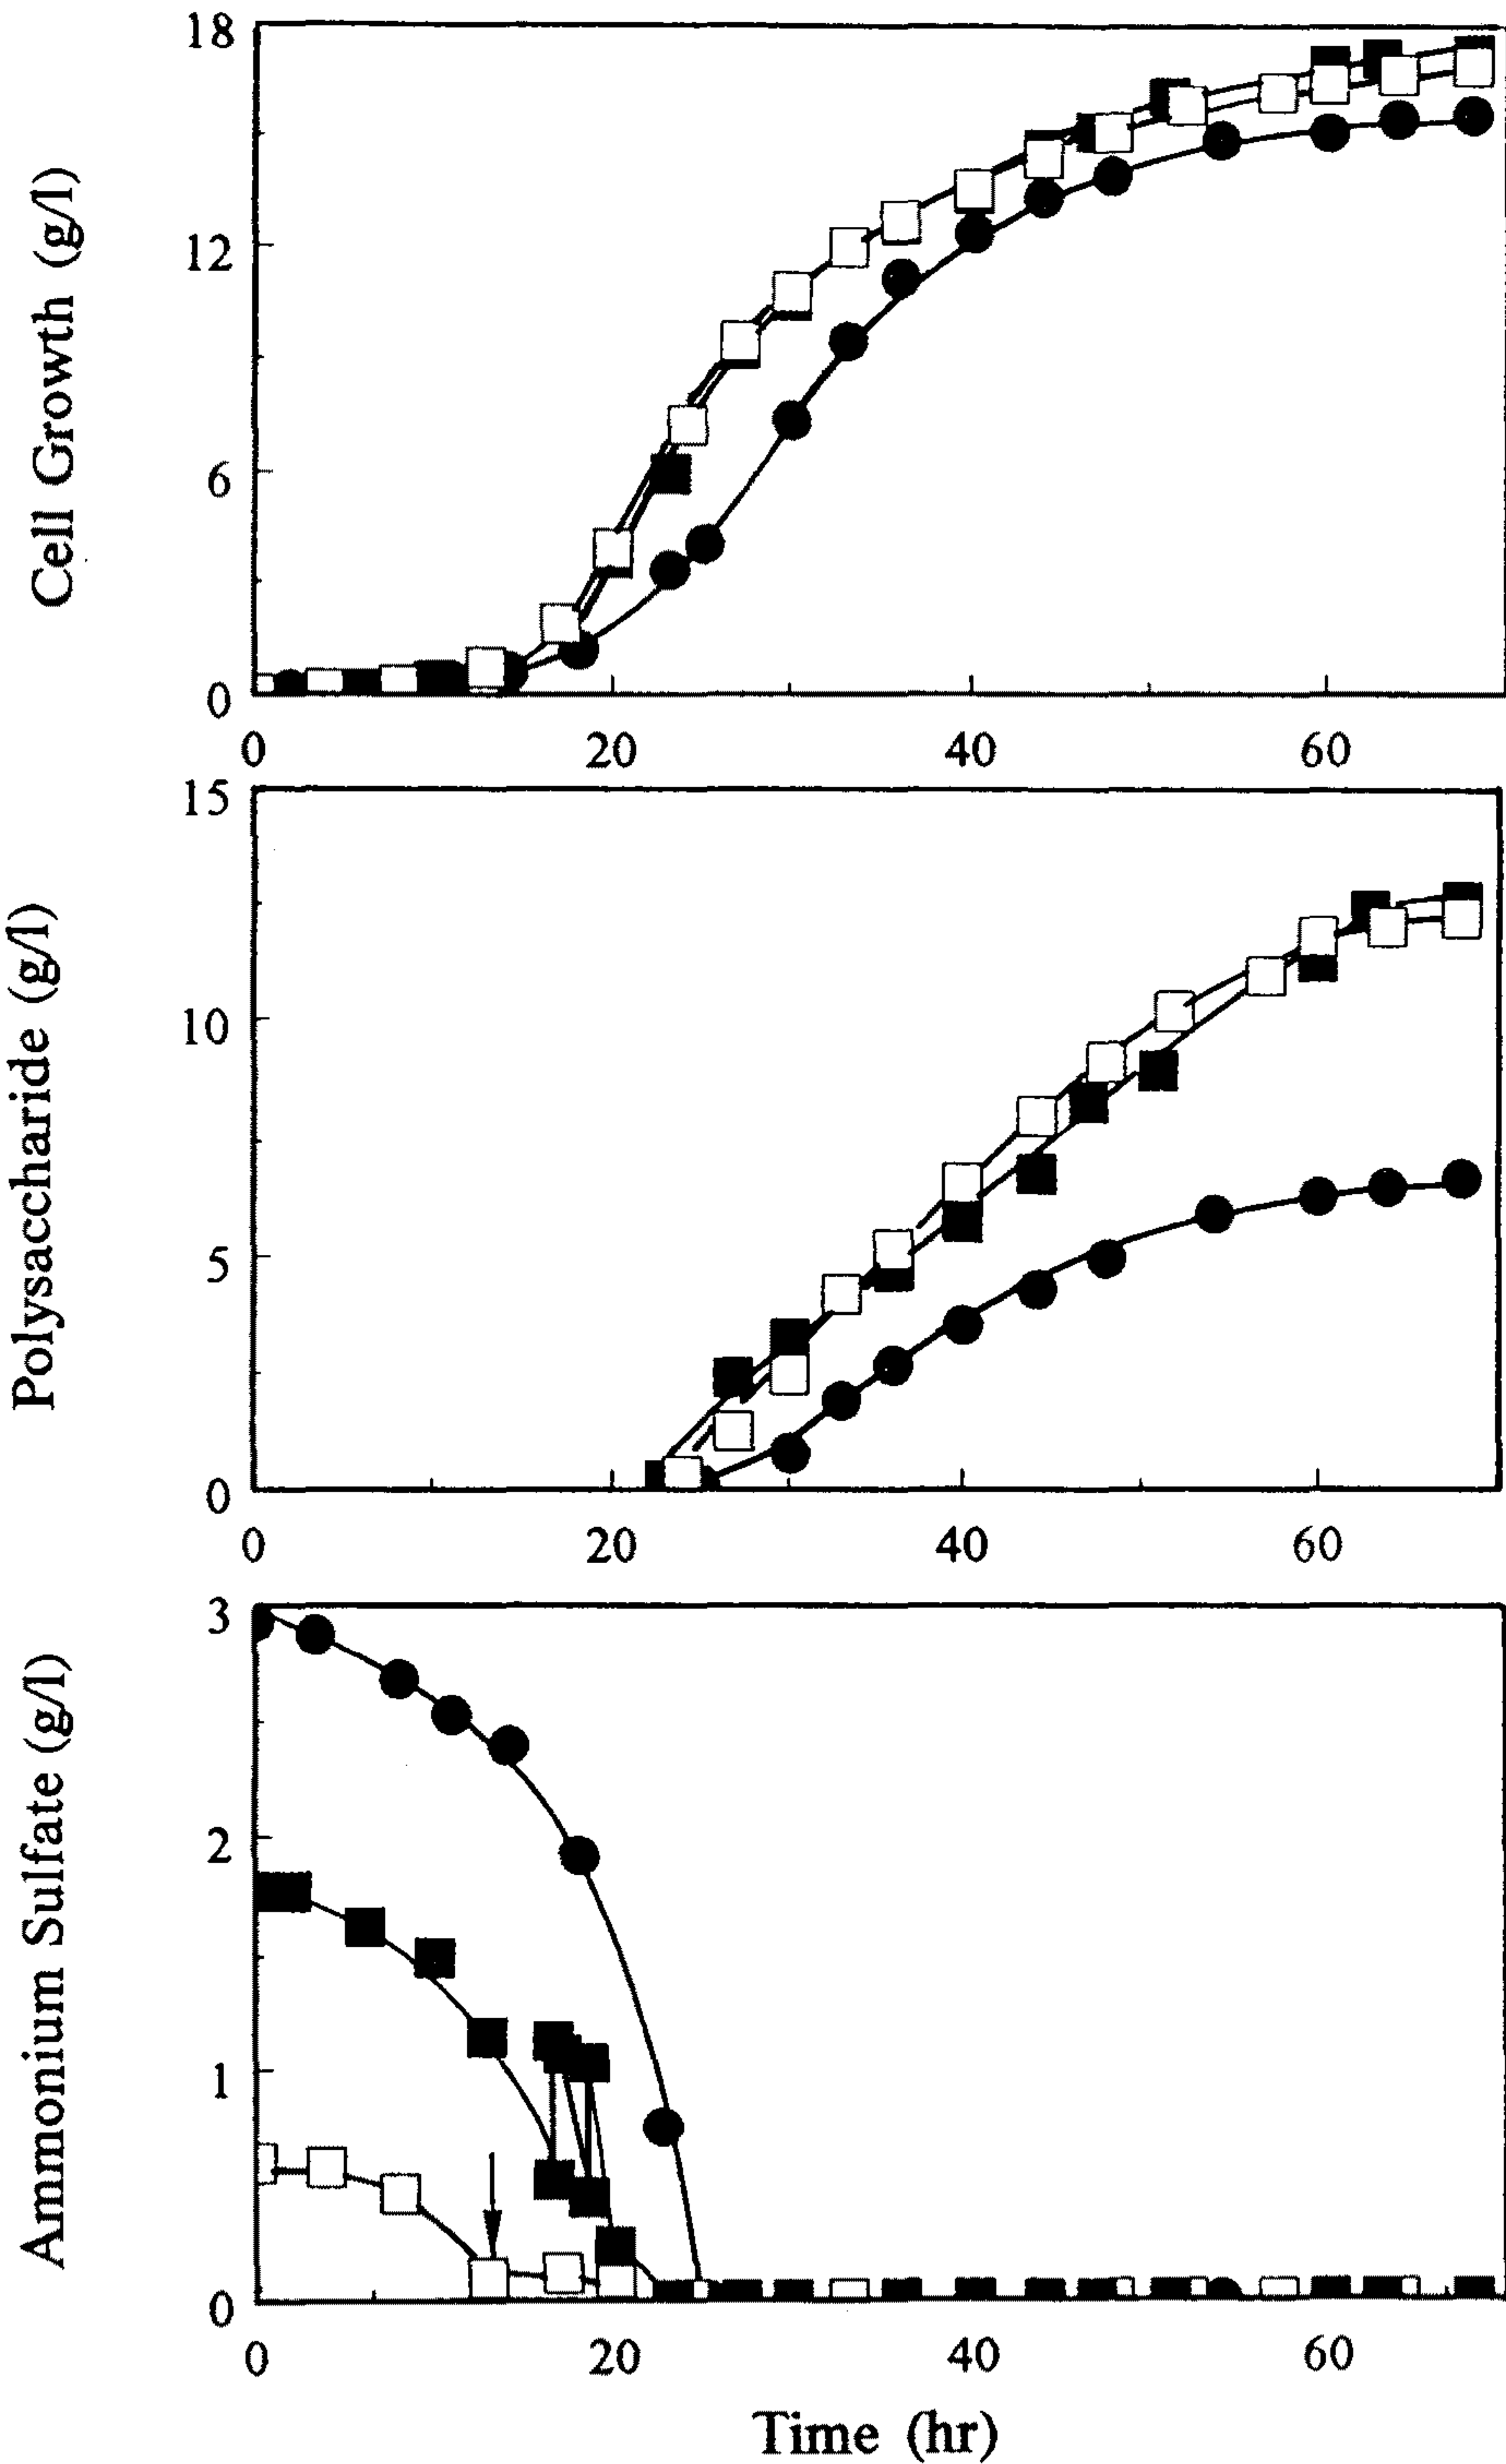 Cell Growth (g/l)
18
12
6
0
0 20 40 60
Polysaccharide (g/l)
15
10
5
0
0 20 40 60
Ammonium Sulfate (g/l)
3
2
1
0
0 20 40 60
Time (hr)